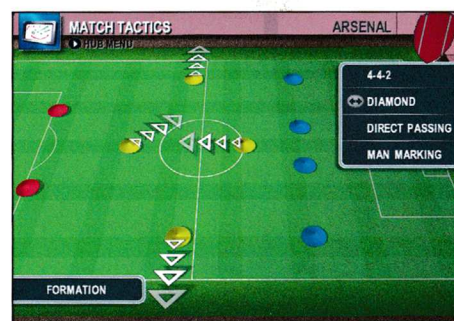 MATCH TACTICS
ARSENAL
HUB MENU
4-4-2
DIAMOND
DIRECT PASSING
MAN MARKING
FORMATION